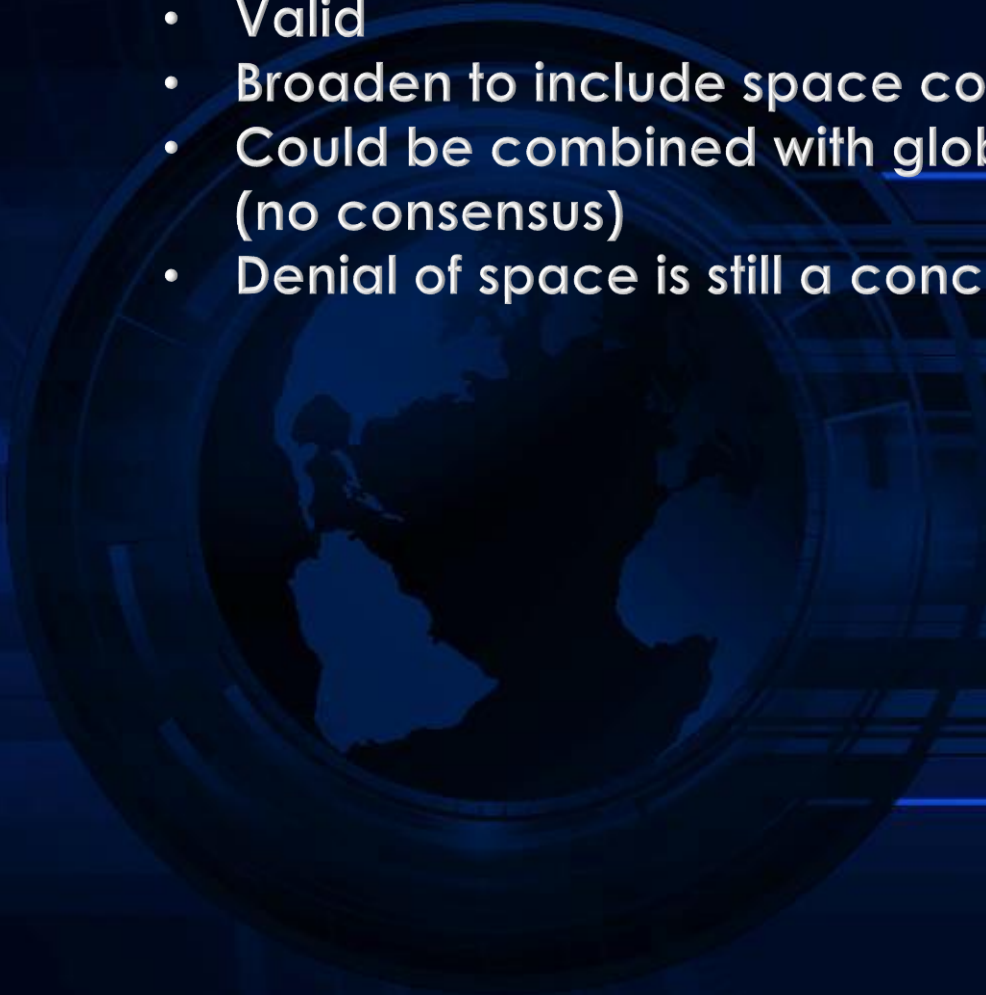 • Valid
• Broaden to include space co
• Could be combined with glob
(no consensus)
• Denial of space is still a conc